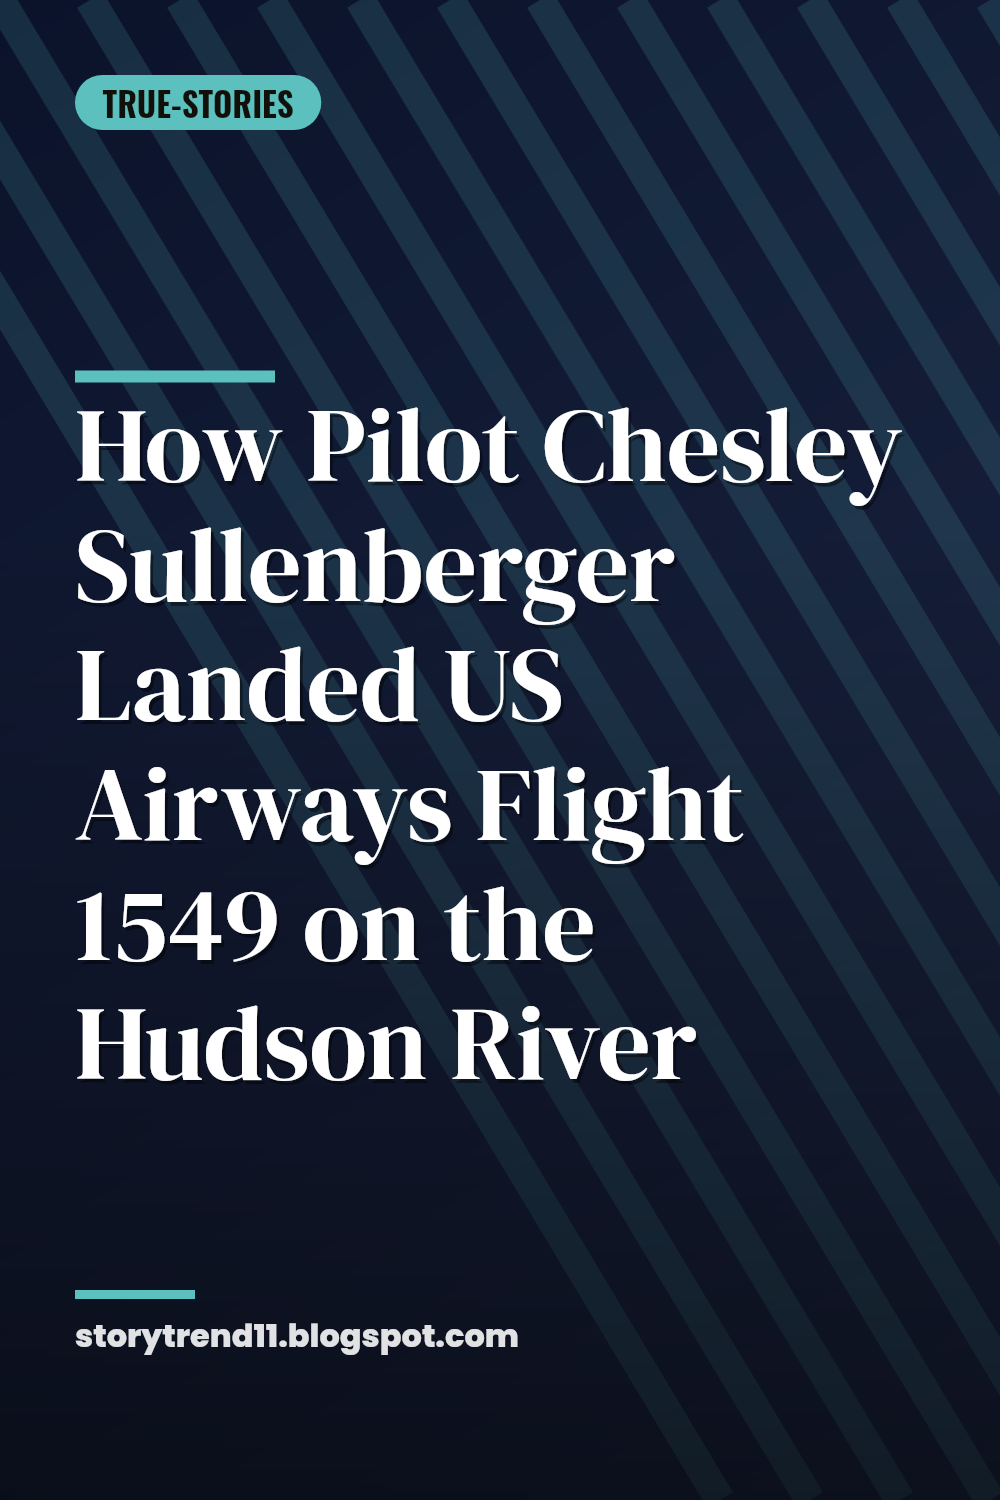 TRUE-STORIES
How Pilot Chesley
Sullenberger
Landed US
Airways Flight
1549 on the
Hudson River
storytrend11.blogspot.com